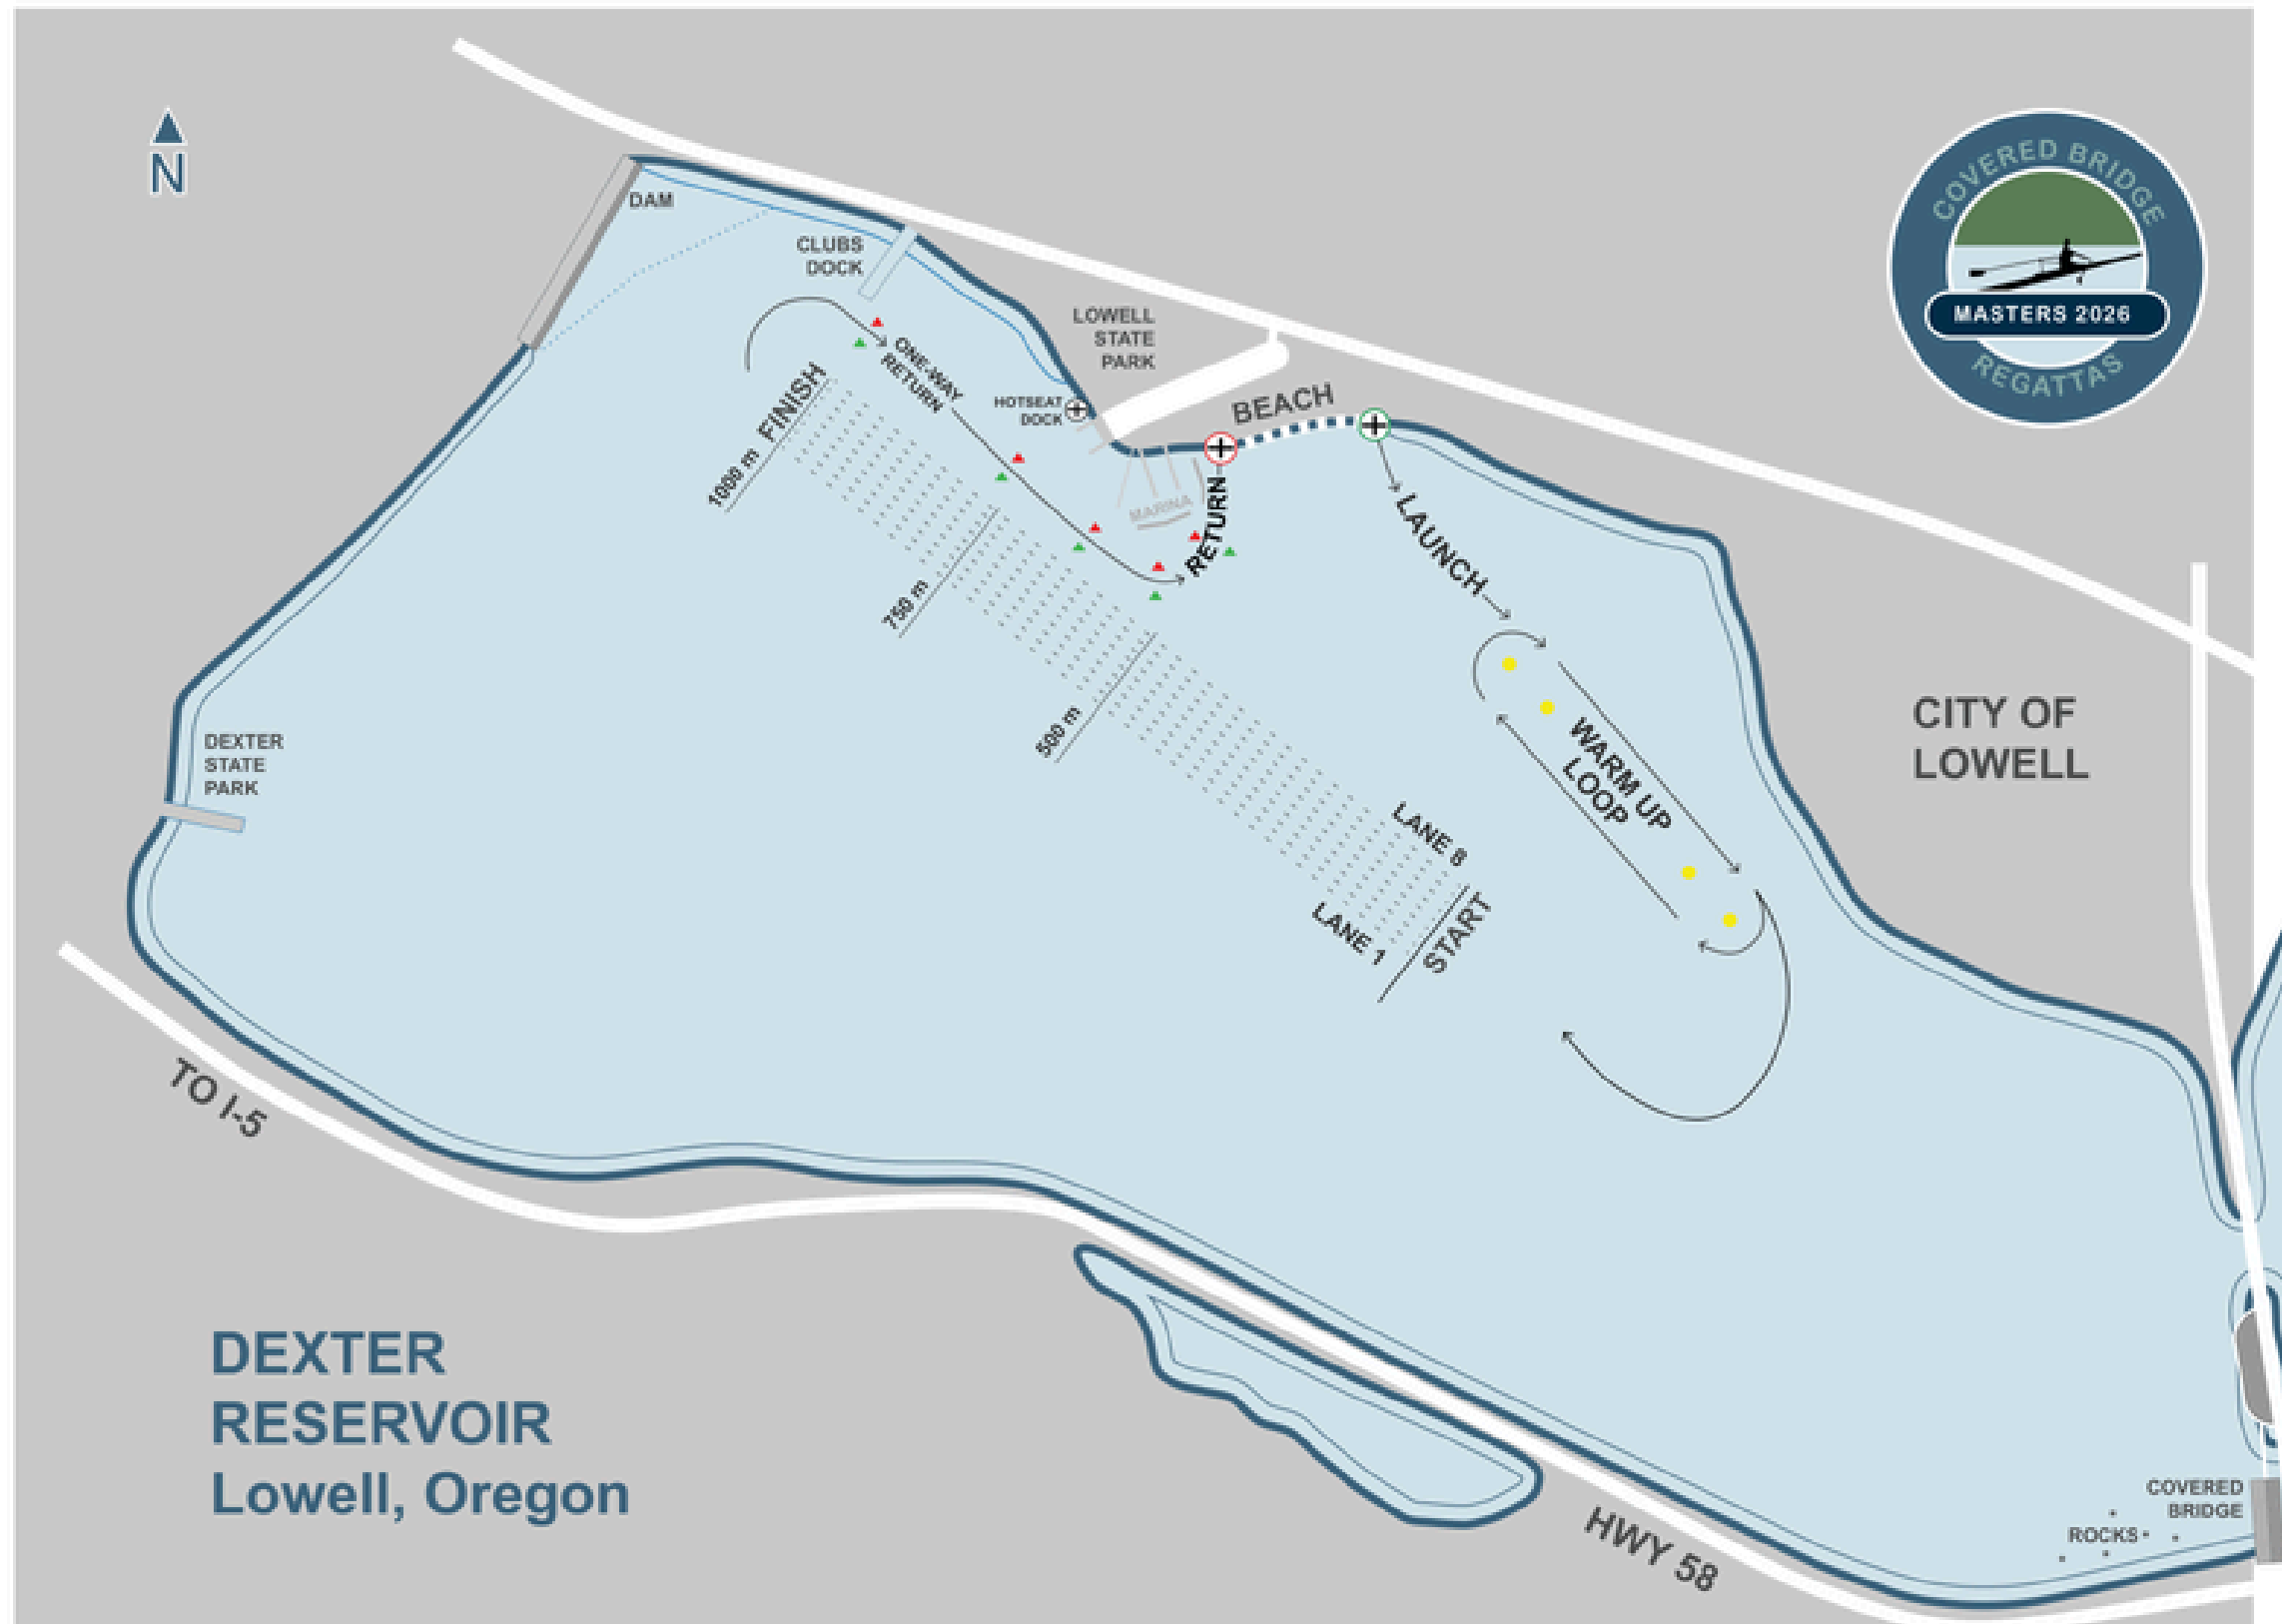 N
DAM
CLUBS
DOCK
COVERED BRIDGE
MASTERS 2026
REGATTAS
LOWELL
STATE
PARK
ONE-WAY
RETURN
HOTSEAT
DOCK
BEACH
1000 m FINISH
MARINA
RETURN
LAUNCH
750 m
500 m
WARM UP
LOOP
CITY OF
LOWELL
DEXTER
STATE
PARK
LANE 8
LANE 1
START
TO I-5
DEXTER
RESERVOIR
Lowell, Oregon
HWY 58
COVERED
BRIDGE
ROCKS